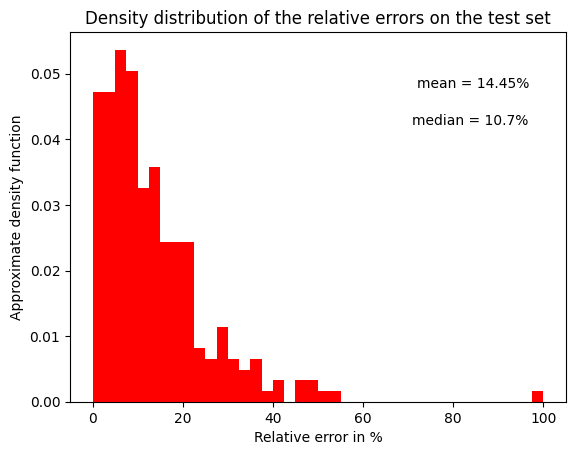 Density distribution of the relative errors on the test set
mean = 14.45%
median = 10.7%
Approximate density function
0.05
0.04
0.03
0.02
0.01
0.00
0
20
40
60
80
100
Relative error in %